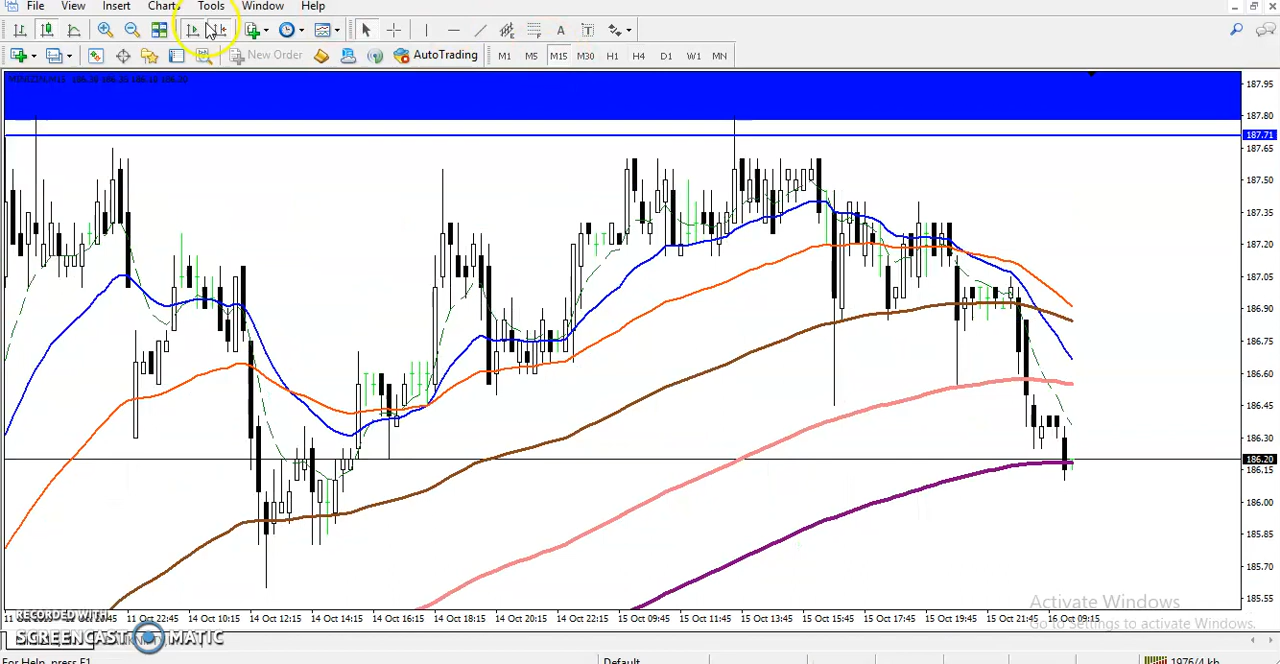 File View Insert Charts Tools Window Help
New Order AutoTrading M1 M5 M15 M30 H1 H4 D1 W1 MN
187.95
187.80
187.71
187.65
187.50
187.35
187.20
187.05
186.90
186.75
186.60
186.45
186.30
186.20
186.15
186.00
185.85
185.70
185.55
Activate Windows
Go to Settings to activate Windows.
11 Oct 22:45 14 Oct 10:15 14 Oct 12:15 14 Oct 14:15 14 Oct 16:15 14 Oct 18:15 14 Oct 20:15 14 Oct 22:15 15 Oct 09:45 15 Oct 11:45 15 Oct 13:45 15 Oct 15:45 15 Oct 17:45 15 Oct 19:45 15 Oct 21:45 16 Oct 09:15
RECORDED WITH
SCREENCAST MATIC
For Help, press F1 Default 1976/4 kb